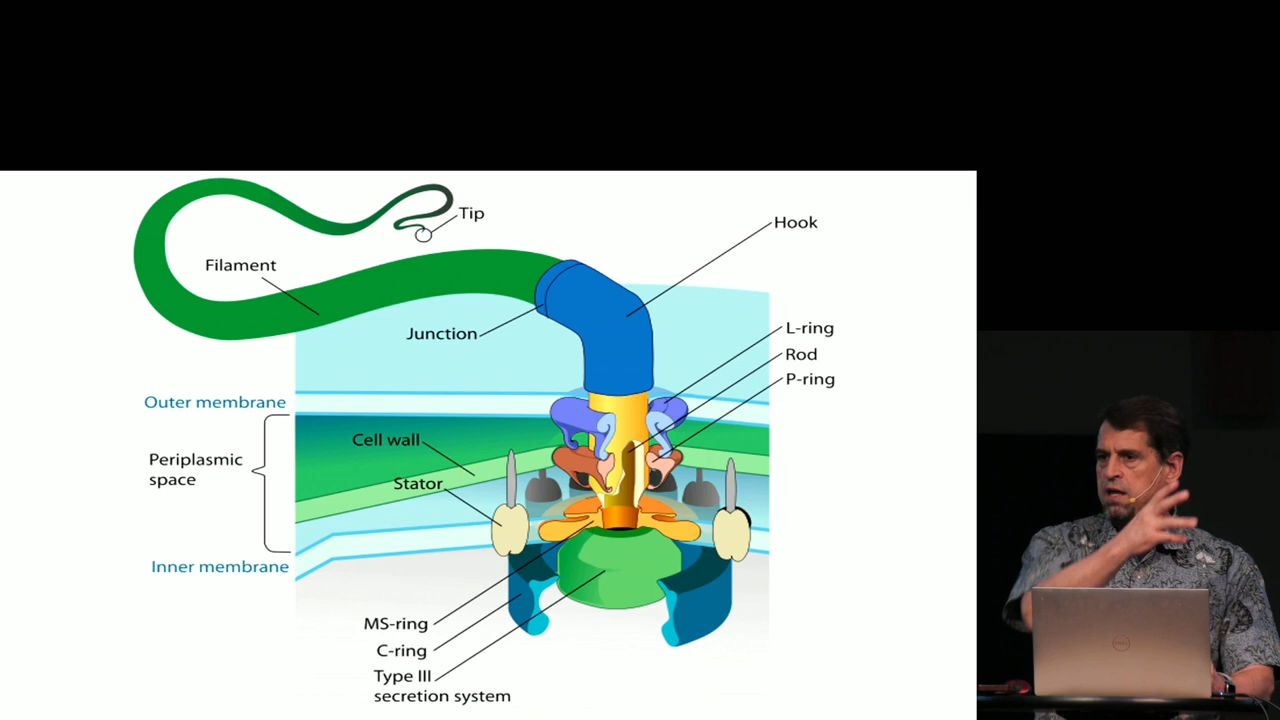 Tip
Hook
Filament
Junction
L-ring
Rod
P-ring
Outer membrane
Cell wall
Periplasmic
space
Stator
Inner membrane
MS-ring
C-ring
Type III
secretion system
DELL